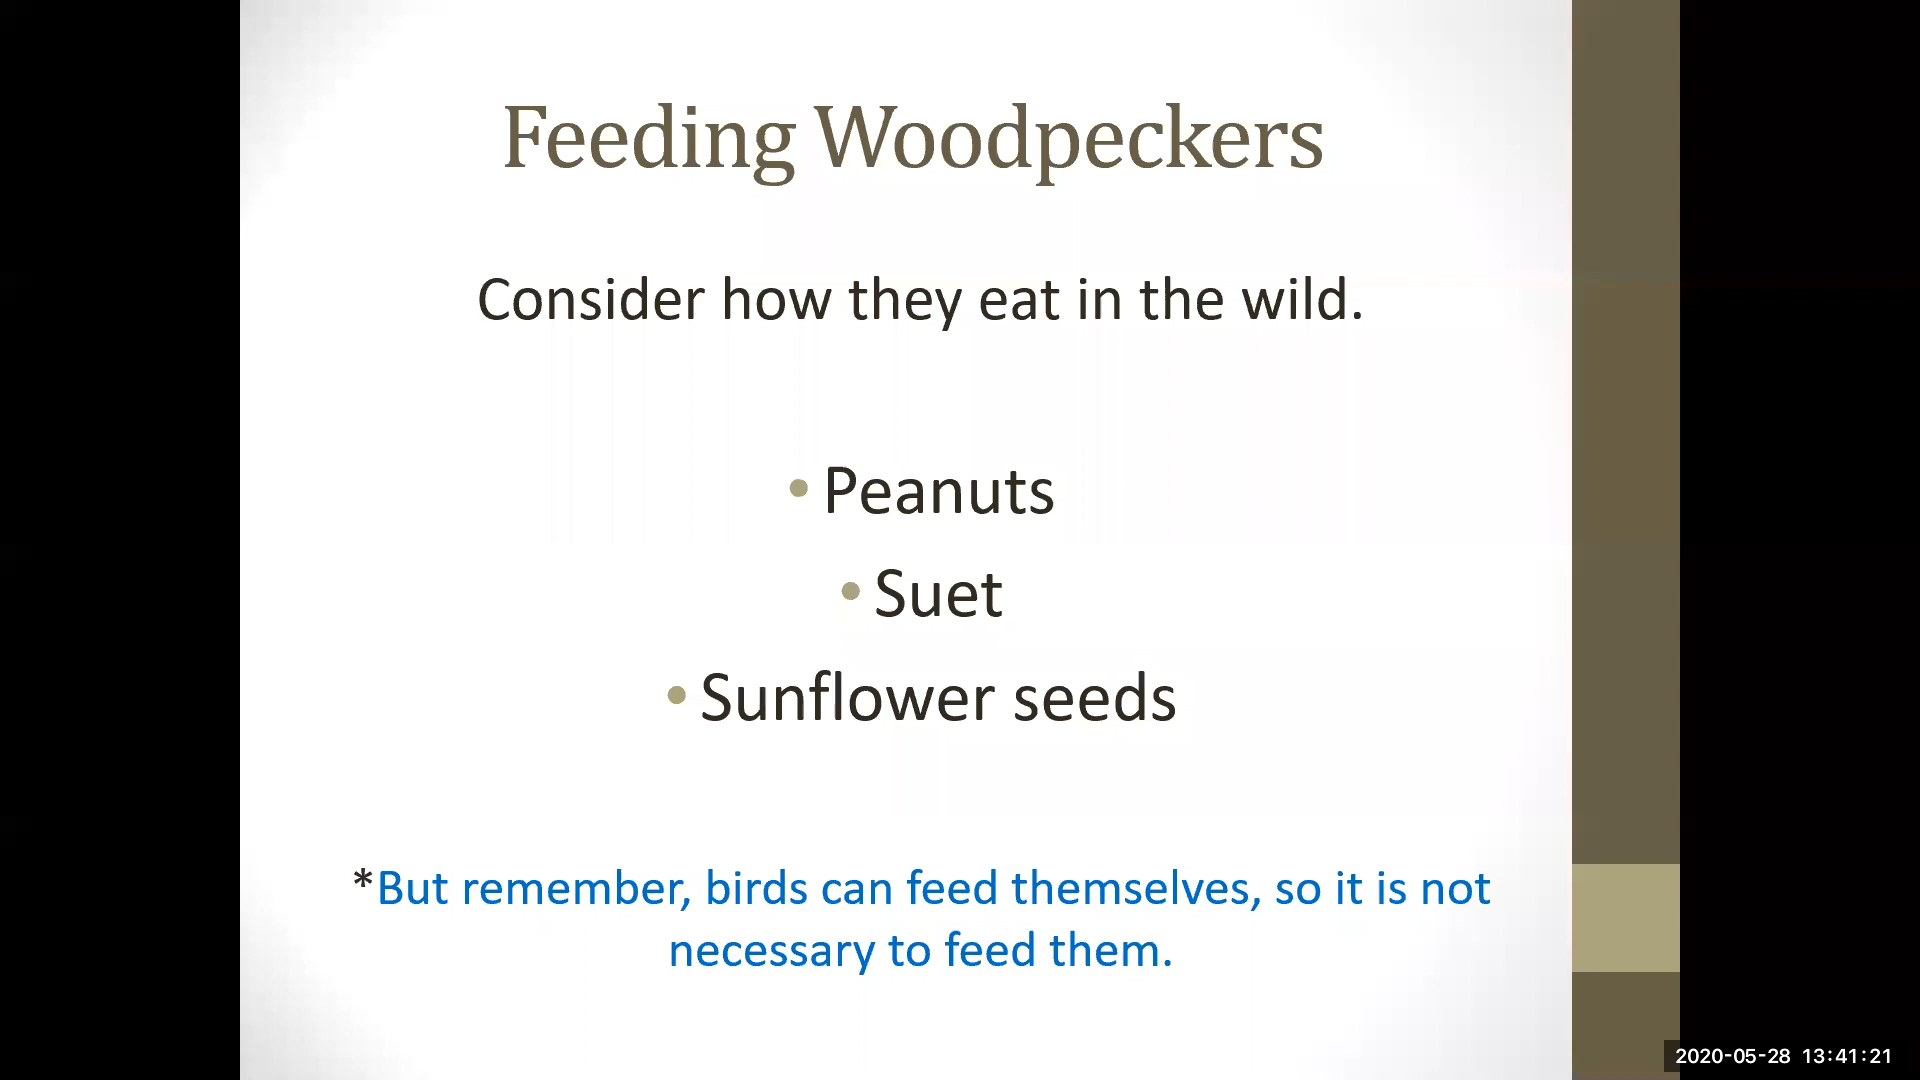 Feeding Woodpeckers
Consider how they eat in the wild.
• Peanuts
• Suet
• Sunflower seeds
*But remember, birds can feed themselves, so it is not
necessary to feed them.
2020-05-28 13:41:21